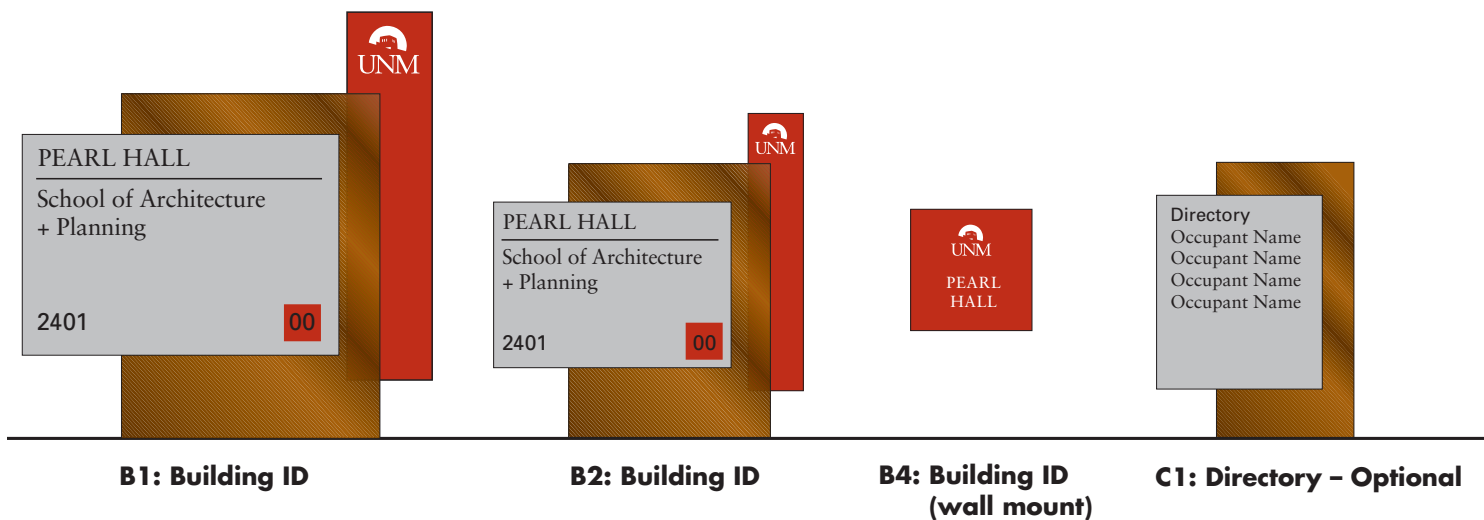 UNM
PEARL HALL
School of Architecture
+ Planning
2401
00
B1: Building ID
UNM
PEARL HALL
School of Architecture
+ Planning
2401
00
B2: Building ID
UNM
PEARL
HALL
B4: Building ID
(wall mount)
Directory
Occupant Name
Occupant Name
Occupant Name
Occupant Name
C1: Directory – Optional